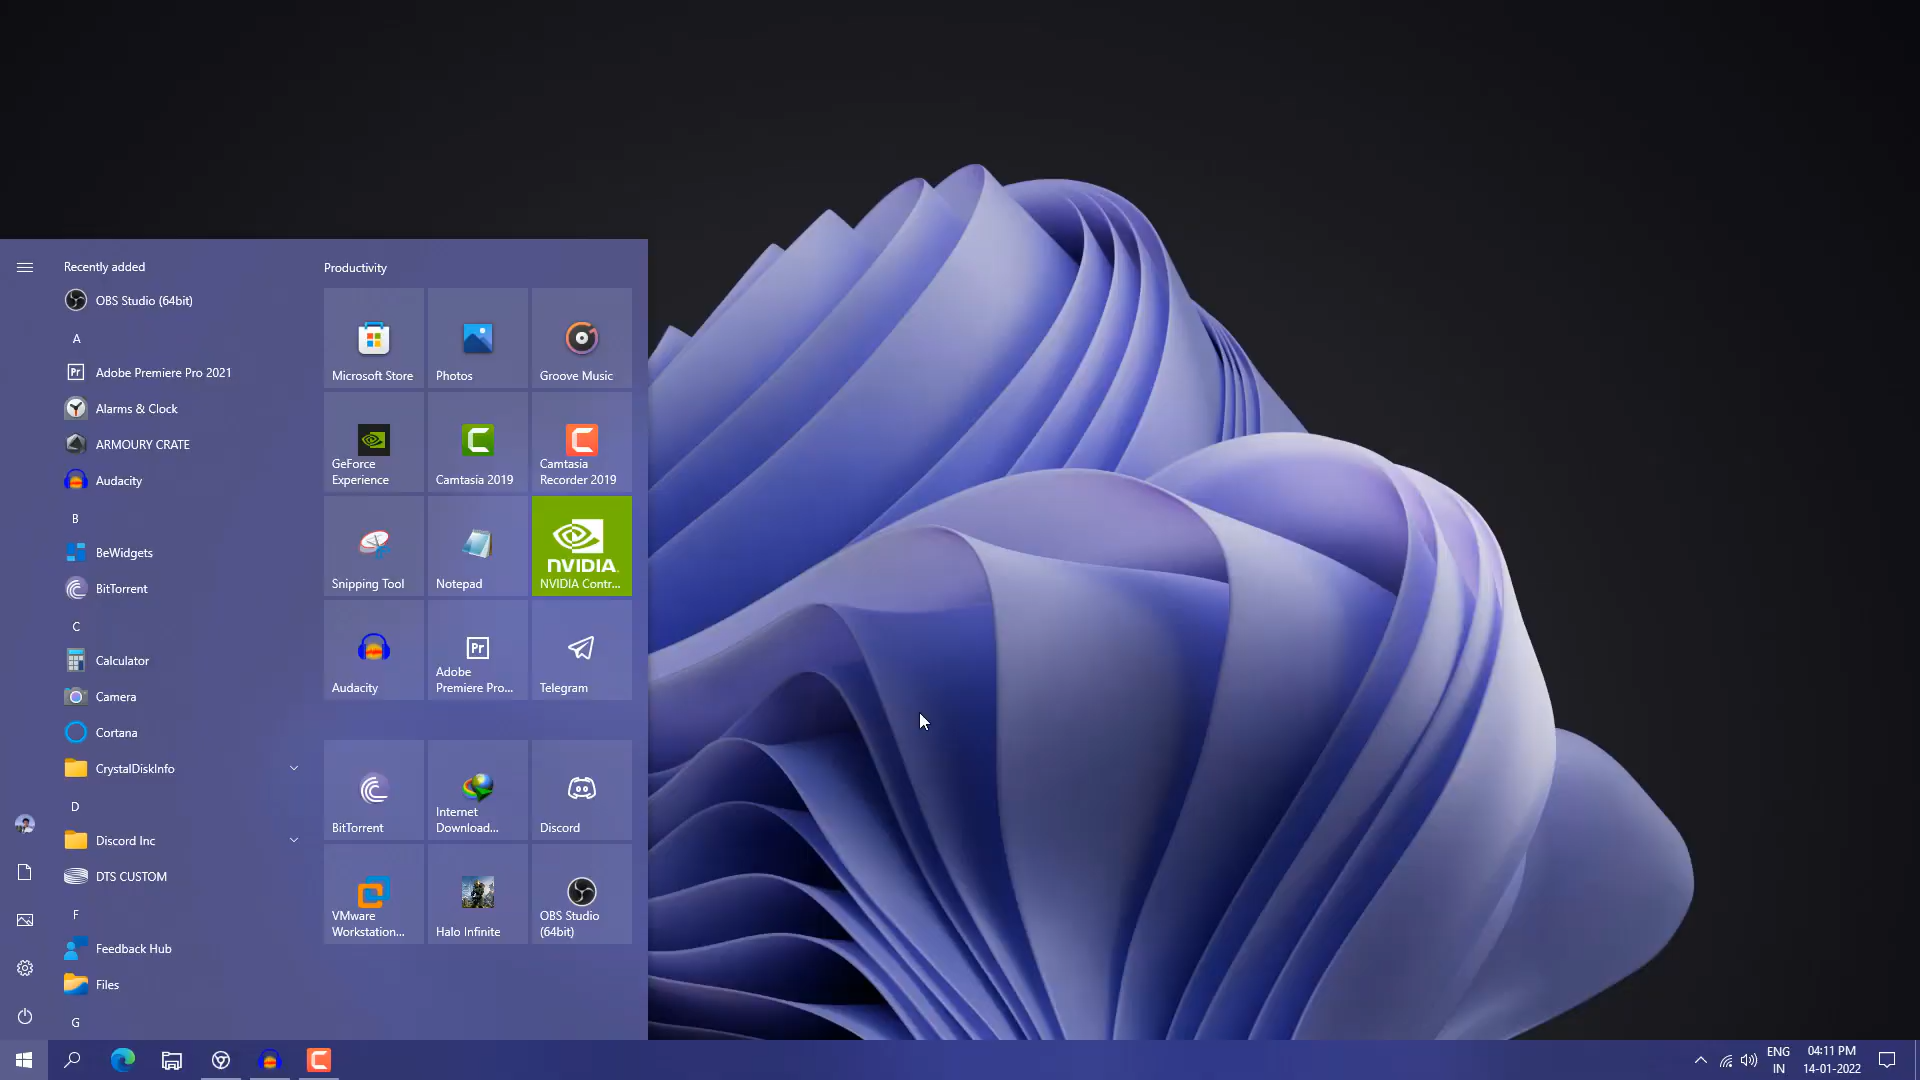 Recently added
OBS Studio (64bit)
A
Adobe Premiere Pro 2021
Alarms & Clock
ARMOURY CRATE
Audacity
B
BeWidgets
BitTorrent
C
Calculator
Camera
Cortana
CrystalDiskInfo
D
Discord Inc
DTS CUSTOM
F
Feedback Hub
Files
G
Productivity
Microsoft Store
Photos
Groove Music
GeForce
Experience
Camtasia 2019
Camtasia
Recorder 2019
Snipping Tool
Notepad
NVIDIA.
NVIDIA Contr...
Audacity
Pr
Adobe
Premiere Pro...
Telegram
BitTorrent
Internet
Download...
Discord
VMware
Workstation...
Halo Infinite
OBS Studio
(64bit)
ENG
IN
04:11 PM
14-01-2022